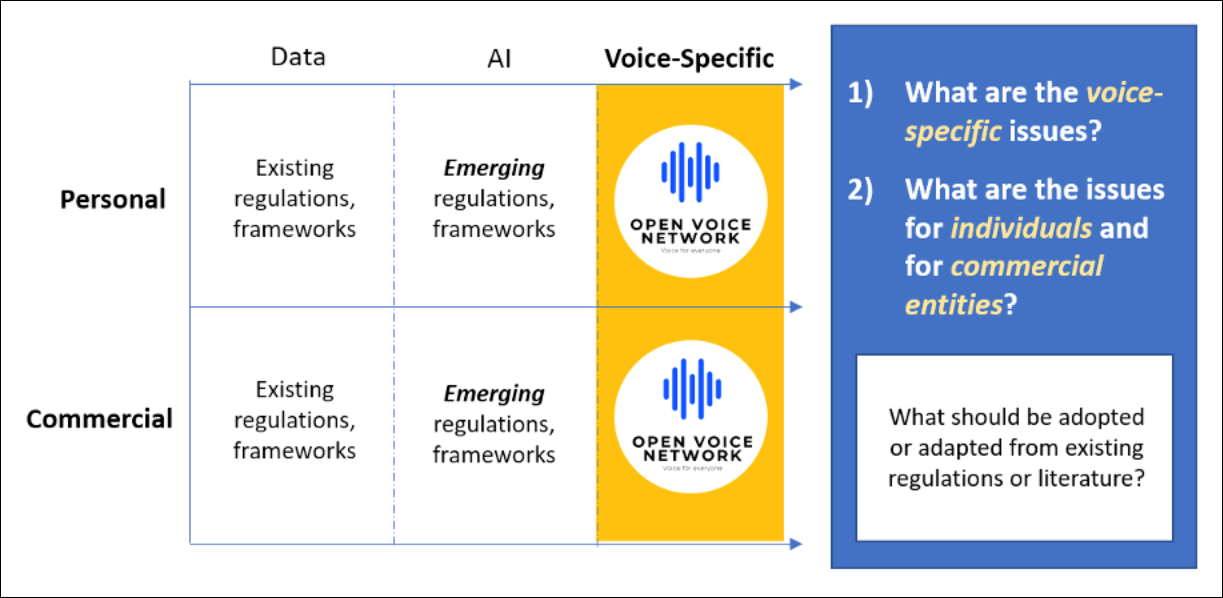 Data AI Voice-Specific
Personal
Existing
regulations,
frameworks
Emerging
regulations,
frameworks
OPEN VOICE
NETWORK
Voice for everyone
Commercial
Existing
regulations,
frameworks
Emerging
regulations,
frameworks
OPEN VOICE
NETWORK
Voice for everyone
1) What are the voice-
specific issues?
2) What are the issues
for individuals and
for commercial
entities?
What should be adopted
or adapted from existing
regulations or literature?